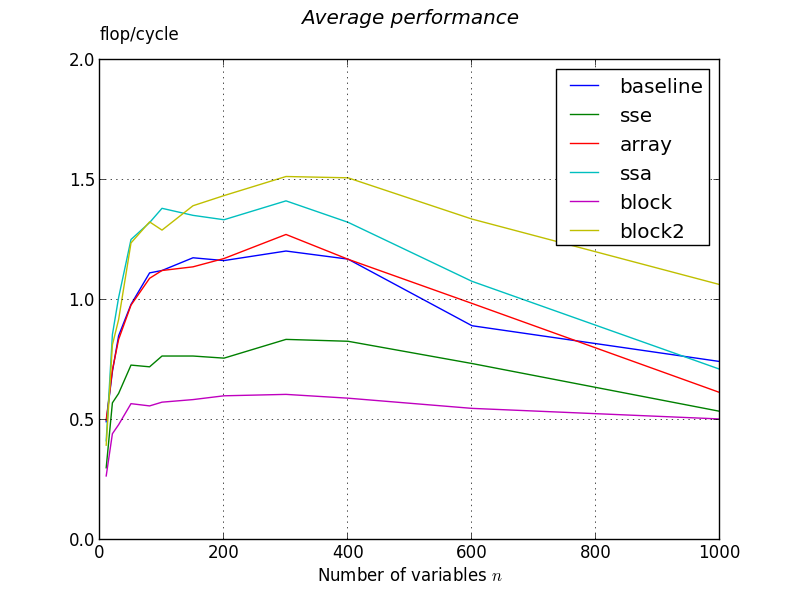 Average performance
flop/cycle
2.0
1.5
1.0
0.5
0.0
0 200 400 600 800 1000
Number of variables n
baseline
sse
array
ssa
block
block2